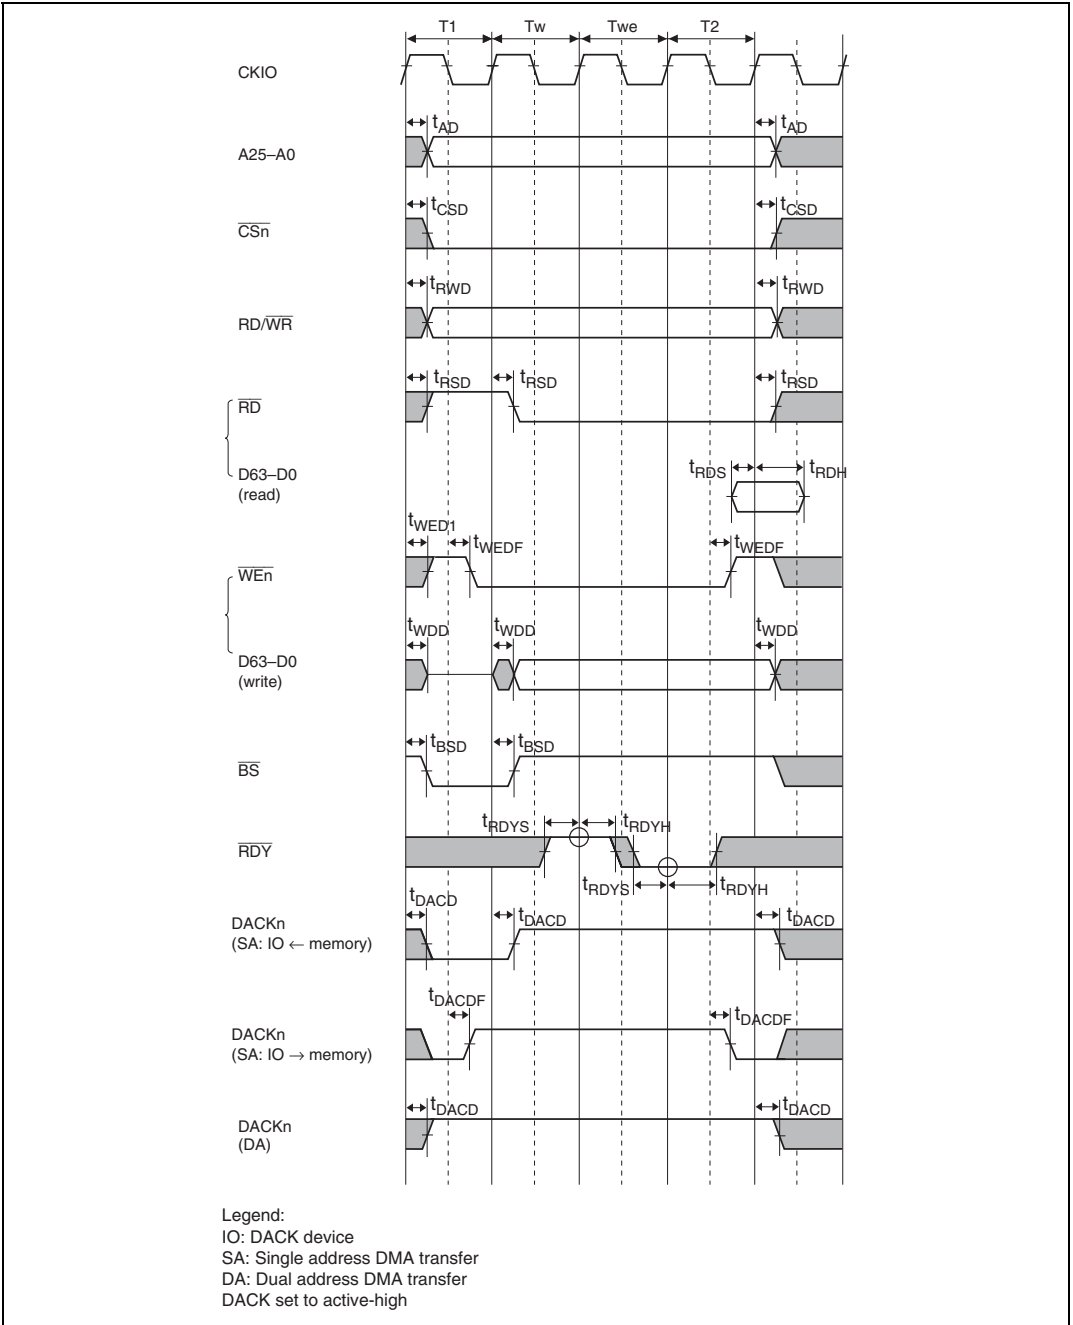 T1 Tw Twe T2
CKIO
tAD tAD
A25–A0
tCSD tCSD
CSn
tRWD tRWD
RD/WR
tRSD tRSD tRSD
RD
tRDS tRDH
D63–D0
(read)
tWED1
tWEDF tWEDF
WEn
tWDD tWDD tWDD
D63–D0
(write)
tBSD tBSD
BS
tRDYS tRDYH
RDY
tRDYS tRDYH
tDACD tDACD tDACD
DACKn
(SA: IO ← memory)
tDACDF tDACDF
DACKn
(SA: IO → memory)
tDACD tDACD
DACKn
(DA)
Legend:
IO: DACK device
SA: Single address DMA transfer
DA: Dual address DMA transfer
DACK set to active-high